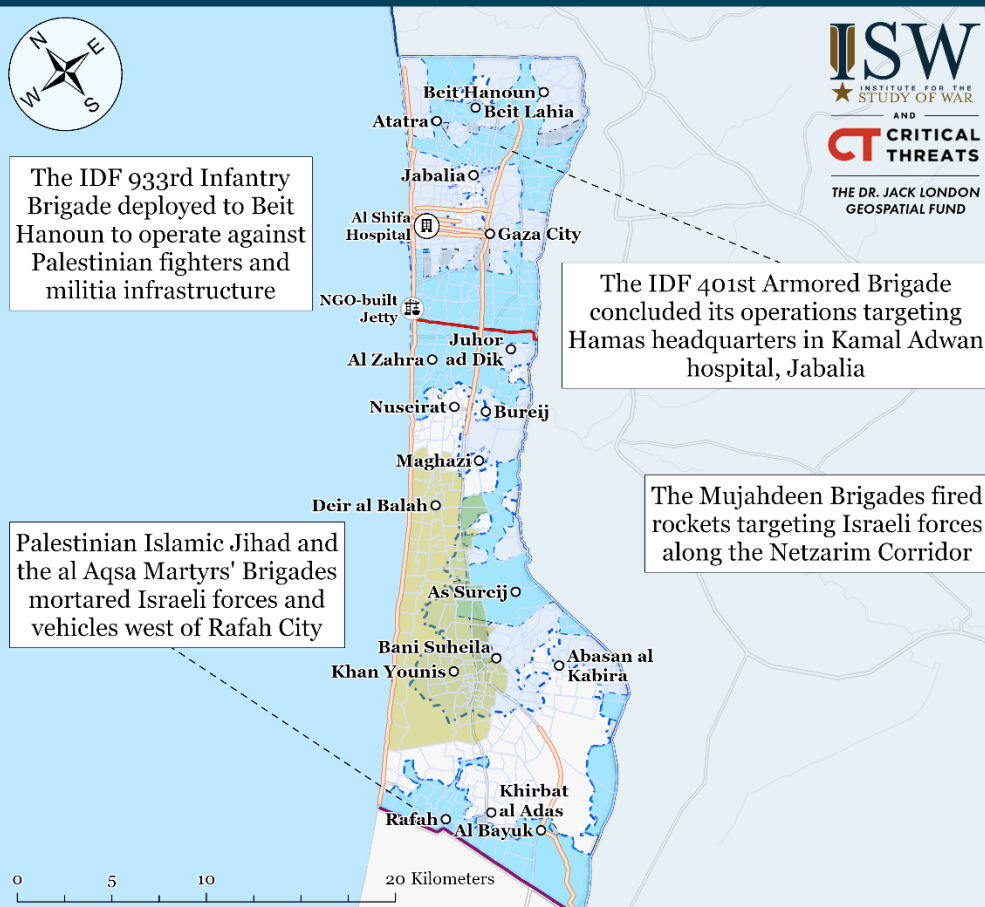 N
E
W
S
ISW
INSTITUTE FOR THE
STUDY OF WAR
AND
CT CRITICAL
THREATS
THE DR. JACK LONDON
GEOSPATIAL FUND
Beit Hanoun
Beit Lahia
Atatra
The IDF 933rd Infantry
Brigade deployed to Beit
Hanoun to operate against
Palestinian fighters and
militia infrastructure
Jabalia
Al Shifa
Hospital
Gaza City
NGO-built
Jetty
The IDF 401st Armored Brigade
concluded its operations targeting
Hamas headquarters in Kamal Adwan
hospital, Jabalia
Juhor
ad Dik
Al Zahra
Nuseirat
Bureij
Maghazi
Deir al Balah
The Mujahdeen Brigades fired
rockets targeting Israeli forces
along the Netzarim Corridor
Palestinian Islamic Jihad and
the al Aqsa Martyrs' Brigades
mortared Israeli forces and
vehicles west of Rafah City
As Sureij
Bani Suheila
Abasan al
Kabira
Khan Younis
Khirbat
al Adas
Rafah
Al Bayuk
0 5 10 20 Kilometers